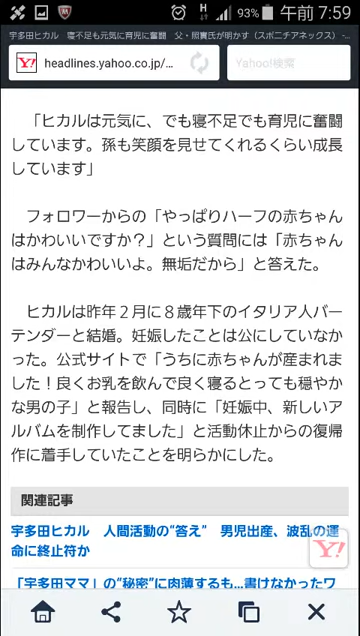 93% 午前 7:59
宇多田ヒカル 寝不足も元気に育児に奮闘 父・照實氏が明かす（スポニチアネックス） -
Y! headlines.yahoo.co.jp/... Yahoo!検索
「ヒカルは元気に、でも寝不足でも育児に奮闘
しています。孫も笑顔を見せてくれるくらい成長
しています」
フォロワーからの「やっぱりハーフの赤ちゃん
はかわいいですか？」という質問には「赤ちゃん
はみんなかわいいよ。無垢だから」と答えた。
ヒカルは昨年２月に８歳年下のイタリア人バー
テンダーと結婚。妊娠したことは公にしていなか
った。公式サイトで「うちに赤ちゃんが産まれま
した！良くお乳を飲んで良く寝るとっても穏やか
な男の子」と報告し、同時に「妊娠中、新しいア
ルバムを制作してました」と活動休止からの復帰
作に着手していたことを明らかにした。
関連記事
宇多田ヒカル 人間活動の“答え” 男児出産、波乱の運
命に終止符か
Y!
「宇多田ママ」の“秘密”に肉薄するも...書けなかったワ